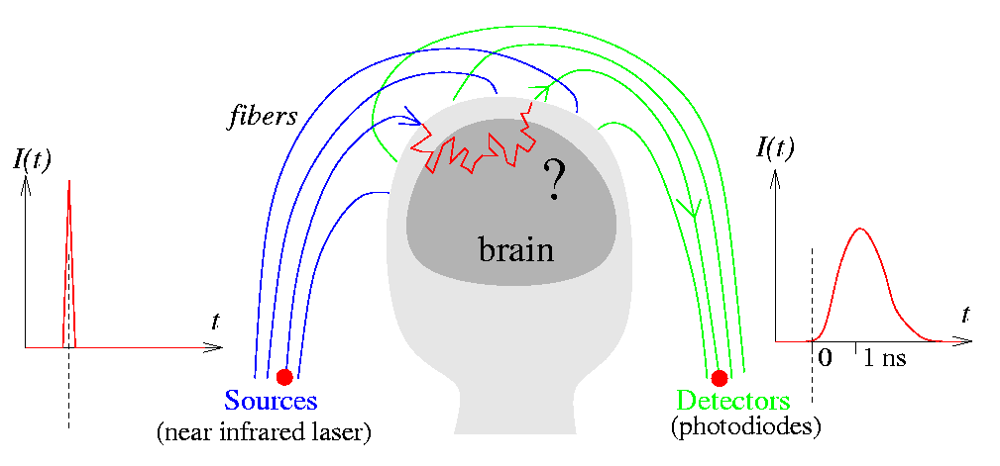 fibers
I(t)
t
?
brain
Sources
(near infrared laser)
I(t)
t
0
1 ns
Detectors
(photodiodes)